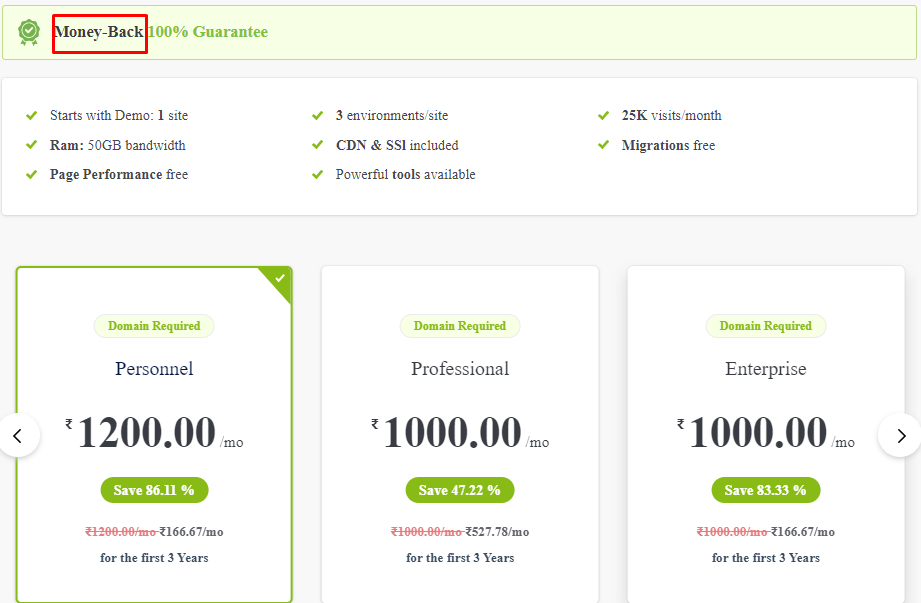 Money-Back 100% Guarantee
Starts with Demo: 1 site
3 environments/site
25K visits/month
Ram: 50GB bandwidth
CDN & SSl included
Migrations free
Page Performance free
Powerful tools available
Domain Required
Personnel
₹1200.00/mo
Save 86.11 %
₹1200.00/mo ₹166.67/mo
for the first 3 Years
Domain Required
Professional
₹1000.00/mo
Save 47.22 %
₹1000.00/mo ₹527.78/mo
for the first 3 Years
Domain Required
Enterprise
₹1000.00/mo
Save 83.33 %
₹1000.00/mo ₹166.67/mo
for the first 3 Years